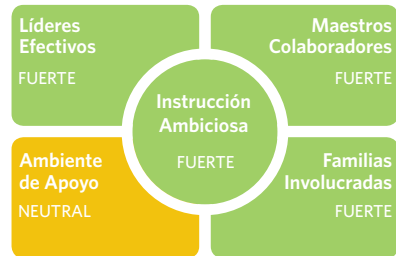 Líderes
Efectivos
FUERTE
Maestros
Colaboradores
FUERTE
Instrucción
Ambiciosa
FUERTE
Ambiente
de Apoyo
NEUTRAL
Familias
Involucradas
FUERTE